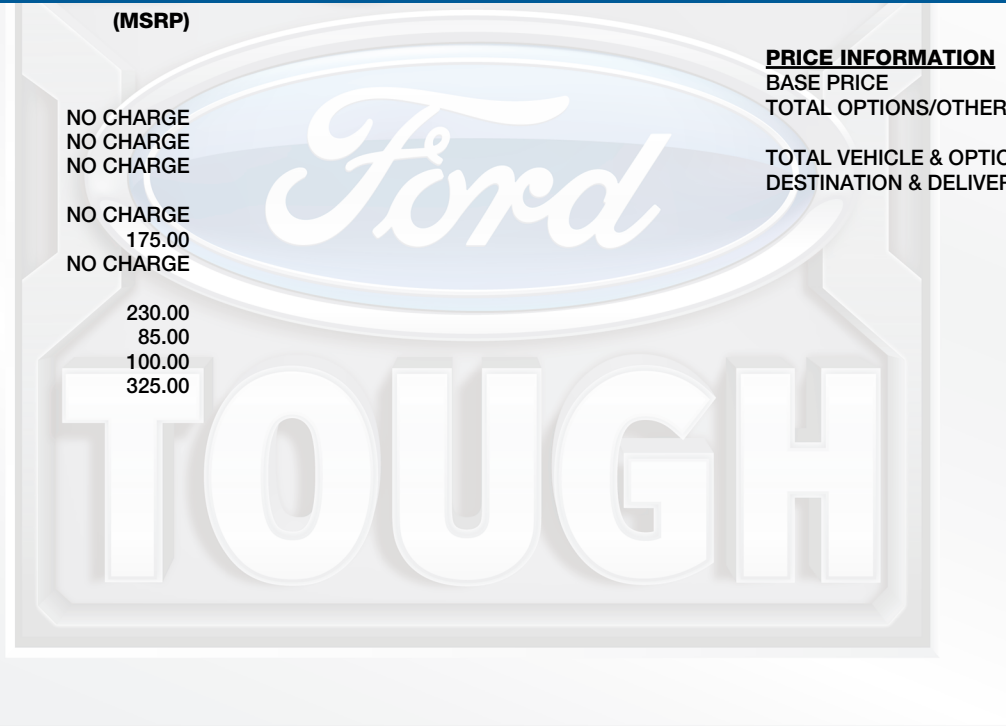 (MSRP)
NO CHARGE
NO CHARGE
NO CHARGE
NO CHARGE
175.00
NO CHARGE
230.00
85.00
100.00
325.00
PRICE INFORMATION
BASE PRICE
TOTAL OPTIONS/OTHER
TOTAL VEHICLE & OPTIO
DESTINATION & DELIVER
Ford
TOUGH